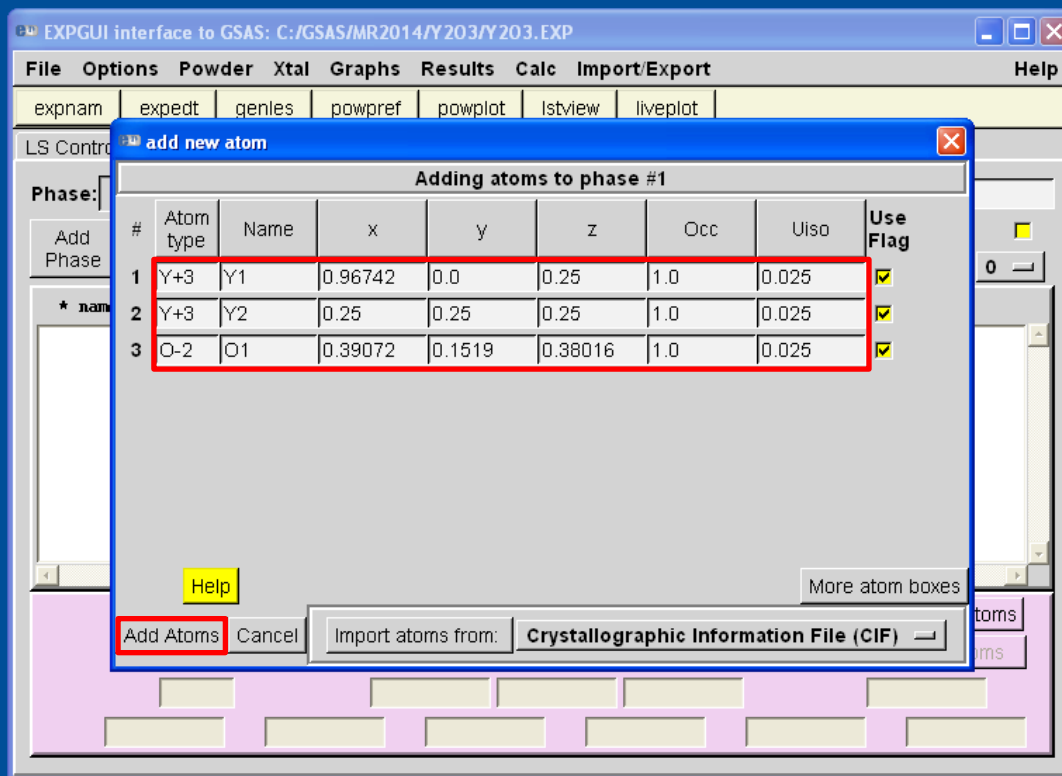 EXPGUI interface to GSAS: C:/GSAS/MR2014/Y2O3/Y2O3.EXP
File Options Powder Xtal Graphs Results Calc Import/Export Help
expnam expedt genles powpref powplot lstview liveplot
LS Contro
add new atom
Adding atoms to phase #1
Phase:
Add Phase
# Atom type Name x y z Occ Uiso Use Flag
1 Y+3 Y1 0.96742 0.0 0.25 1.0 0.025
0
* nam
2 Y+3 Y2 0.25 0.25 0.25 1.0 0.025
3 O-2 O1 0.39072 0.1519 0.38016 1.0 0.025
Help
More atom boxes
Add Atoms Cancel Import atoms from: Crystallographic Information File (CIF)
toms